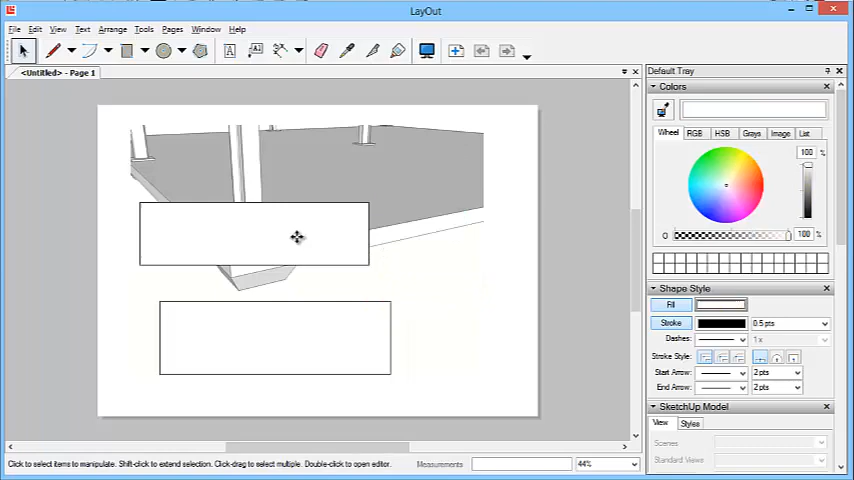 LayOut
File Edit View Text Arrange Tools Pages Window Help
<Untitled> - Page 1
Default Tray
Colors
Wheel RGB HSB Grays Image List
100 %
O 100 %
Shape Style
Fill
Stroke 0.5 pts
Dashes: 1 x
Stroke Style:
Start Arrow: 2 pts
End Arrow: 2 pts
SketchUp Model
View Styles
Scenes
Standard Views
Click to select items to manipulate. Shift-click to extend selection. Click-drag to select multiple. Double-click to open editor. Measurements 44%